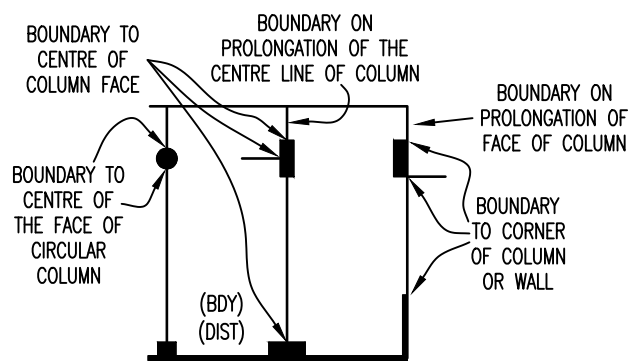 BOUNDARY TO
CENTRE OF
COLUMN FACE
BOUNDARY ON
PROLONGATION OF THE
CENTRE LINE OF COLUMN
BOUNDARY ON
PROLONGATION OF
FACE OF COLUMN
BOUNDARY TO
CENTRE OF
THE FACE OF
CIRCULAR
COLUMN
BOUNDARY
TO CORNER
OF COLUMN
OR WALL
(BDY)
(DIST)